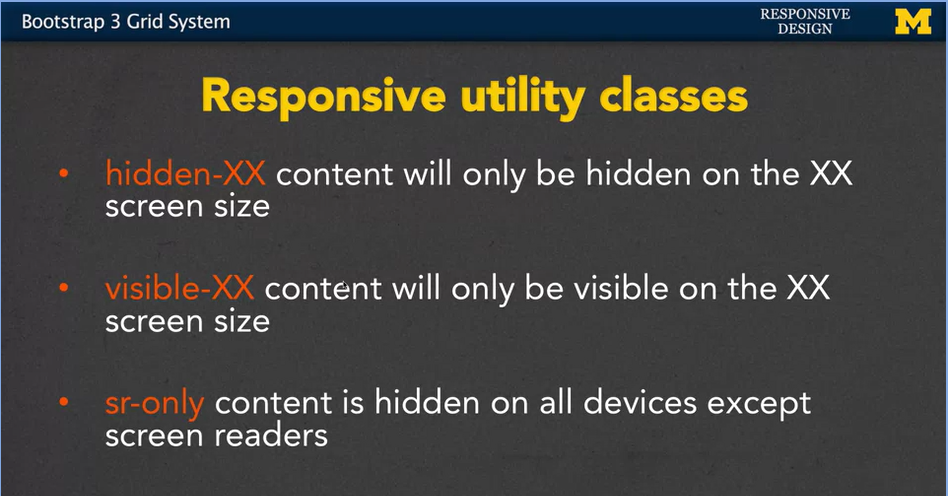 Bootstrap 3 Grid System
RESPONSIVE
DESIGN
M
Responsive utility classes
• hidden-XX content will only be hidden on the XX
screen size
• visible-XX content will only be visible on the XX
screen size
• sr-only content is hidden on all devices except
screen readers